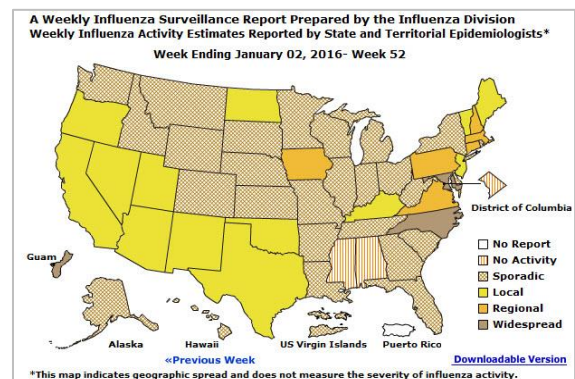 A Weekly Influenza Surveillance Report Prepared by the Influenza Division
Weekly Influenza Activity Estimates Reported by State and Territorial Epidemiologists*
Week Ending January 02, 2016- Week 52
District of Columbia
No Report
No Activity
Sporadic
Local
Regional
Widespread
Guam
Alaska
Hawaii
US Virgin Islands
Puerto Rico
«Previous Week
Downloadable Version
*This map indicates geographic spread and does not measure the severity of influenza activity.